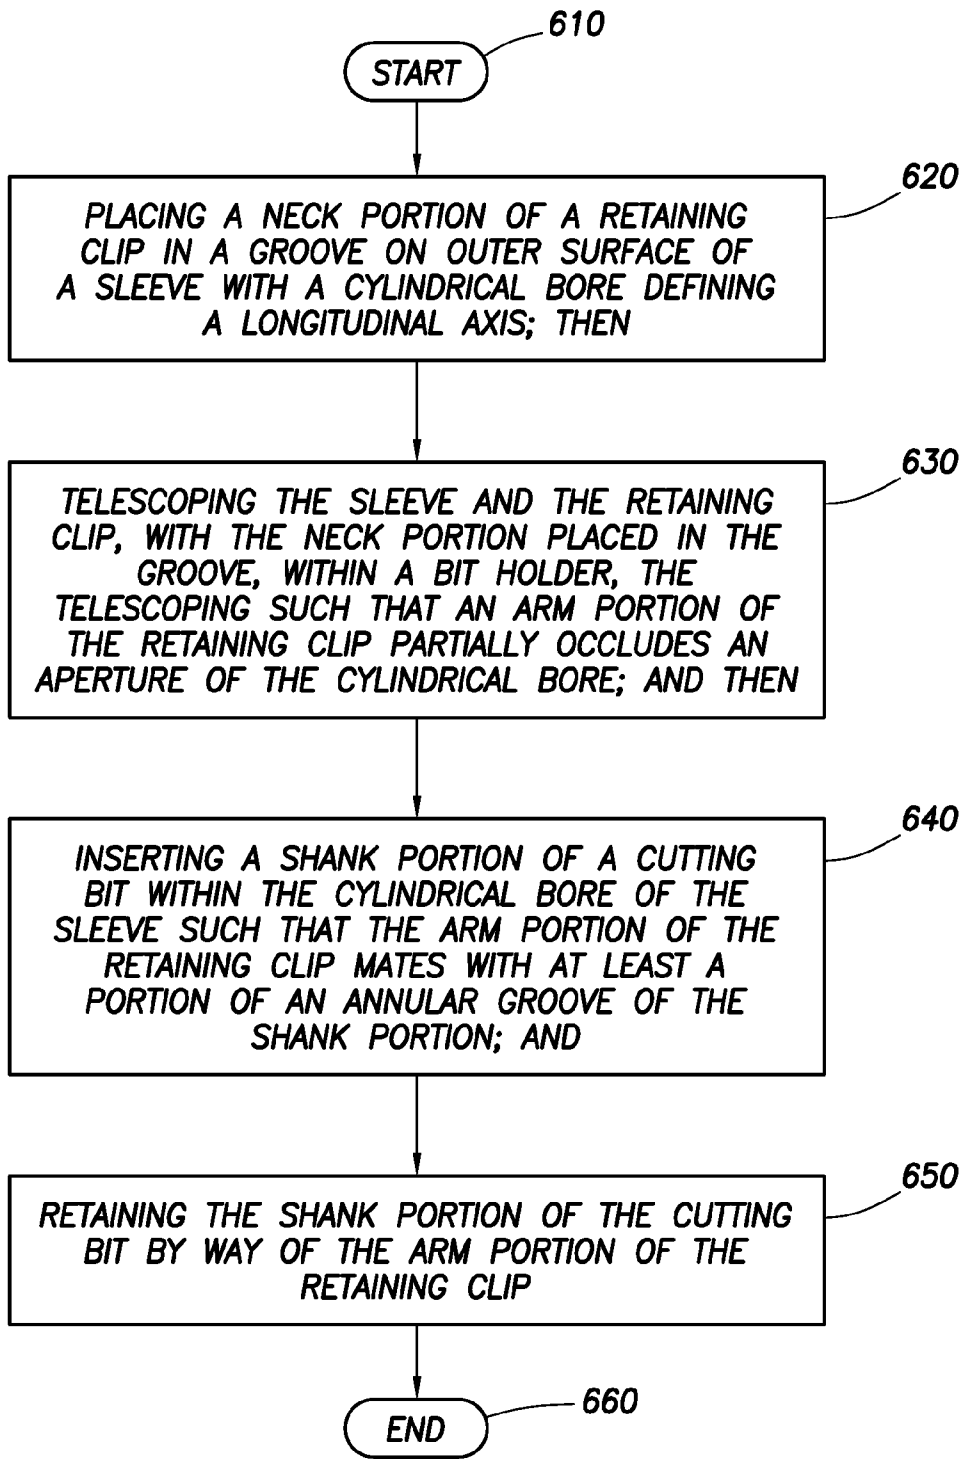 610
START
620
PLACING A NECK PORTION OF A RETAINING
CLIP IN A GROOVE ON OUTER SURFACE OF
A SLEEVE WITH A CYLINDRICAL BORE DEFINING
A LONGITUDINAL AXIS; THEN
630
TELESCOPING THE SLEEVE AND THE RETAINING
CLIP, WITH THE NECK PORTION PLACED IN THE
GROOVE, WITHIN A BIT HOLDER, THE
TELESCOPING SUCH THAT AN ARM PORTION OF
THE RETAINING CLIP PARTIALLY OCCLUDES AN
APERTURE OF THE CYLINDRICAL BORE; AND THEN
640
INSERTING A SHANK PORTION OF A CUTTING
BIT WITHIN THE CYLINDRICAL BORE OF THE
SLEEVE SUCH THAT THE ARM PORTION OF THE
RETAINING CLIP MATES WITH AT LEAST A
PORTION OF AN ANNULAR GROOVE OF THE
SHANK PORTION; AND
650
RETAINING THE SHANK PORTION OF THE CUTTING
BIT BY WAY OF THE ARM PORTION OF THE
RETAINING CLIP
660
END